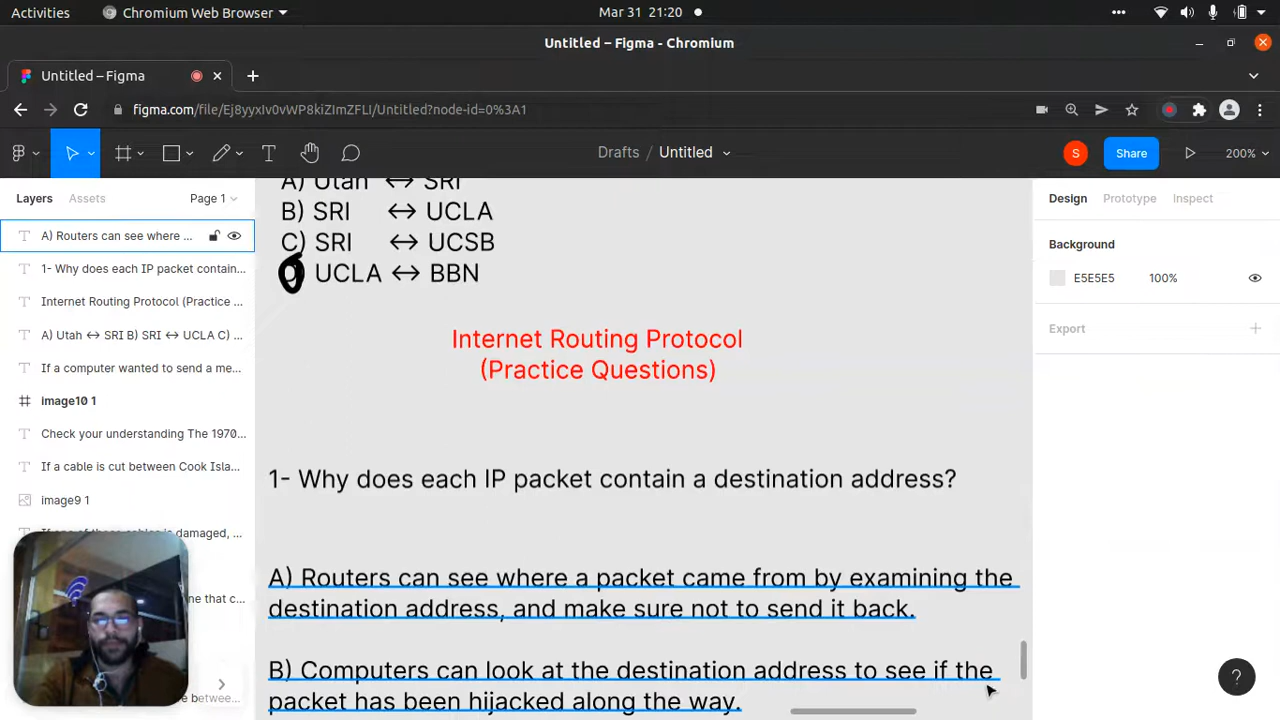 Activities
Chromium Web Browser
Mar 31 21:20
Untitled – Figma - Chromium
Untitled – Figma
figma.com/file/Ej8yyxIv0vWP8kiZImZFLI/Untitled?node-id=0%3A1
Drafts / Untitled
S
Share
200%
Layers
Assets
Page 1
A) Routers can see where ...
1- Why does each IP packet contain...
Internet Routing Protocol (Practice ...
A) Utah ↔ SRI B) SRI ↔ UCLA C) ...
If a computer wanted to send a me...
image10 1
Check your understanding The 1970...
If a cable is cut between Cook Isla...
image9 1
is damaged, ...
ne that c...
e betwee...
A) Utah ↔ SRI
B) SRI ↔ UCLA
C) SRI ↔ UCSB
UCLA ↔ BBN
Internet Routing Protocol
(Practice Questions)
1- Why does each IP packet contain a destination address?
A) Routers can see where a packet came from by examining the
destination address, and make sure not to send it back.
B) Computers can look at the destination address to see if the
packet has been hijacked along the way.
Design
Prototype
Inspect
Background
E5E5E5
100%
Export
?